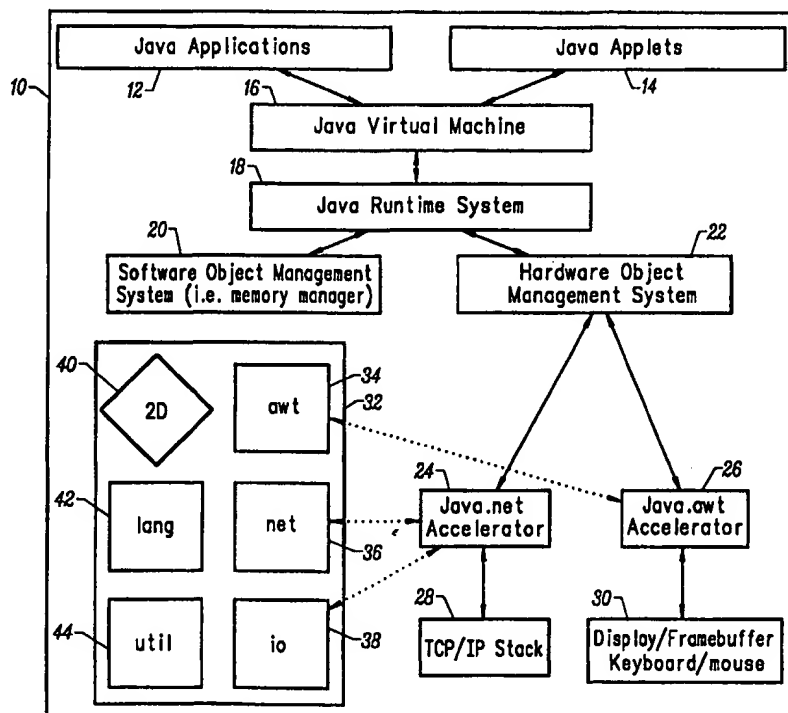 Java Applications
Java Applets
10
12
16
14
Java Virtual Machine
18
Java Runtime System
20
22
Software Object Management
System (i.e. memory manager)
Hardware Object
Management System
40
2D
awt
34
32
24
26
42
lang
net
36
Java.net
Accelerator
Java.awt
Accelerator
28
30
44
util
io
38
TCP/IP Stack
Display/Framebuffer
Keyboard/mouse